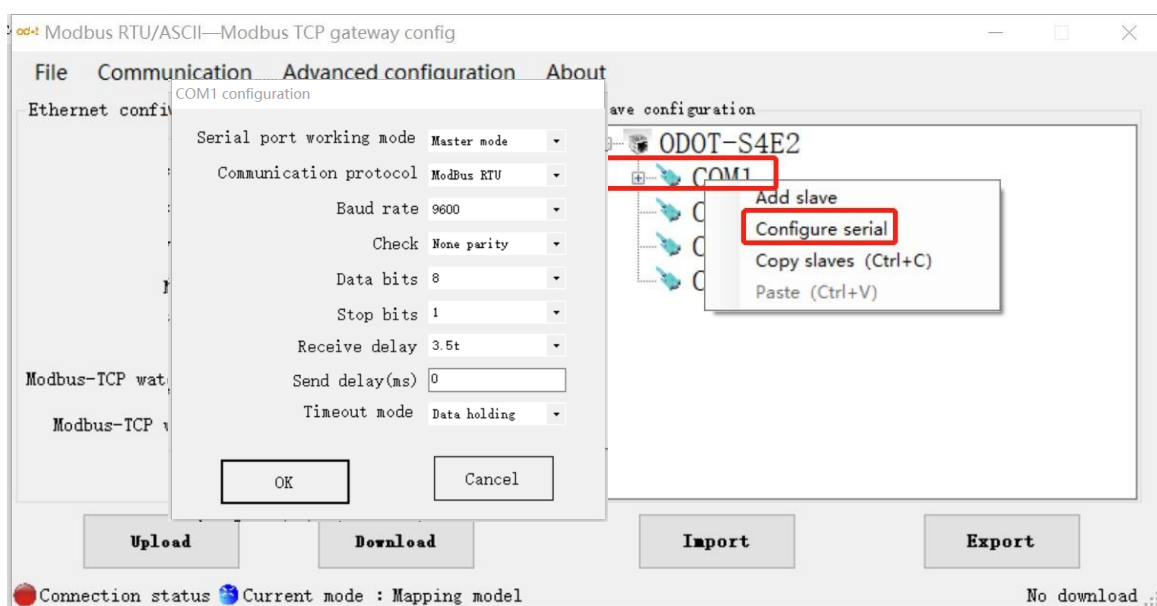 Modbus RTU/ASCII—Modbus TCP gateway config
File Communication Advanced configuration About
COM1 configuration
Ethernet confi
ave configuration
Serial port working mode Master mode
Communication protocol ModBus RTU
Baud rate 9600
Check None parity
Data bits 8
Stop bits 1
Receive delay 3.5t
Send delay(ms) 0
Timeout mode Data holding
OK Cancel
Modbus-TCP wat
Modbus-TCP
ODOT-S4E2
COM1
Add slave
Configure serial
Copy slaves (Ctrl+C)
Paste (Ctrl+V)
Upload Download Import Export
Connection status Current mode : Mapping model No download